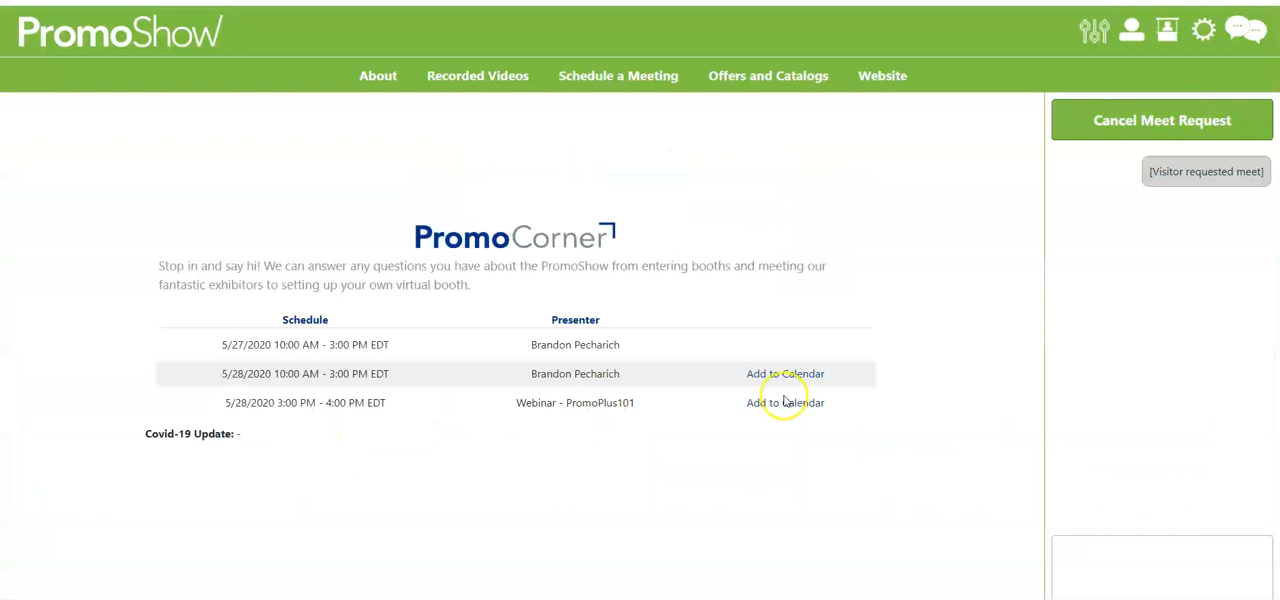 PromoShow
About Recorded Videos Schedule a Meeting Offers and Catalogs Website
Cancel Meet Request
[Visitor requested meet]
PromoCorner
Stop in and say hi! We can answer any questions you have about the PromoShow from entering booths and meeting our
fantastic exhibitors to setting up your own virtual booth.
Schedule Presenter
5/27/2020 10:00 AM - 3:00 PM EDT Brandon Pecharich
5/28/2020 10:00 AM - 3:00 PM EDT Brandon Pecharich Add to Calendar
5/28/2020 3:00 PM - 4:00 PM EDT Webinar - PromoPlus101 Add to Calendar
Covid-19 Update: -